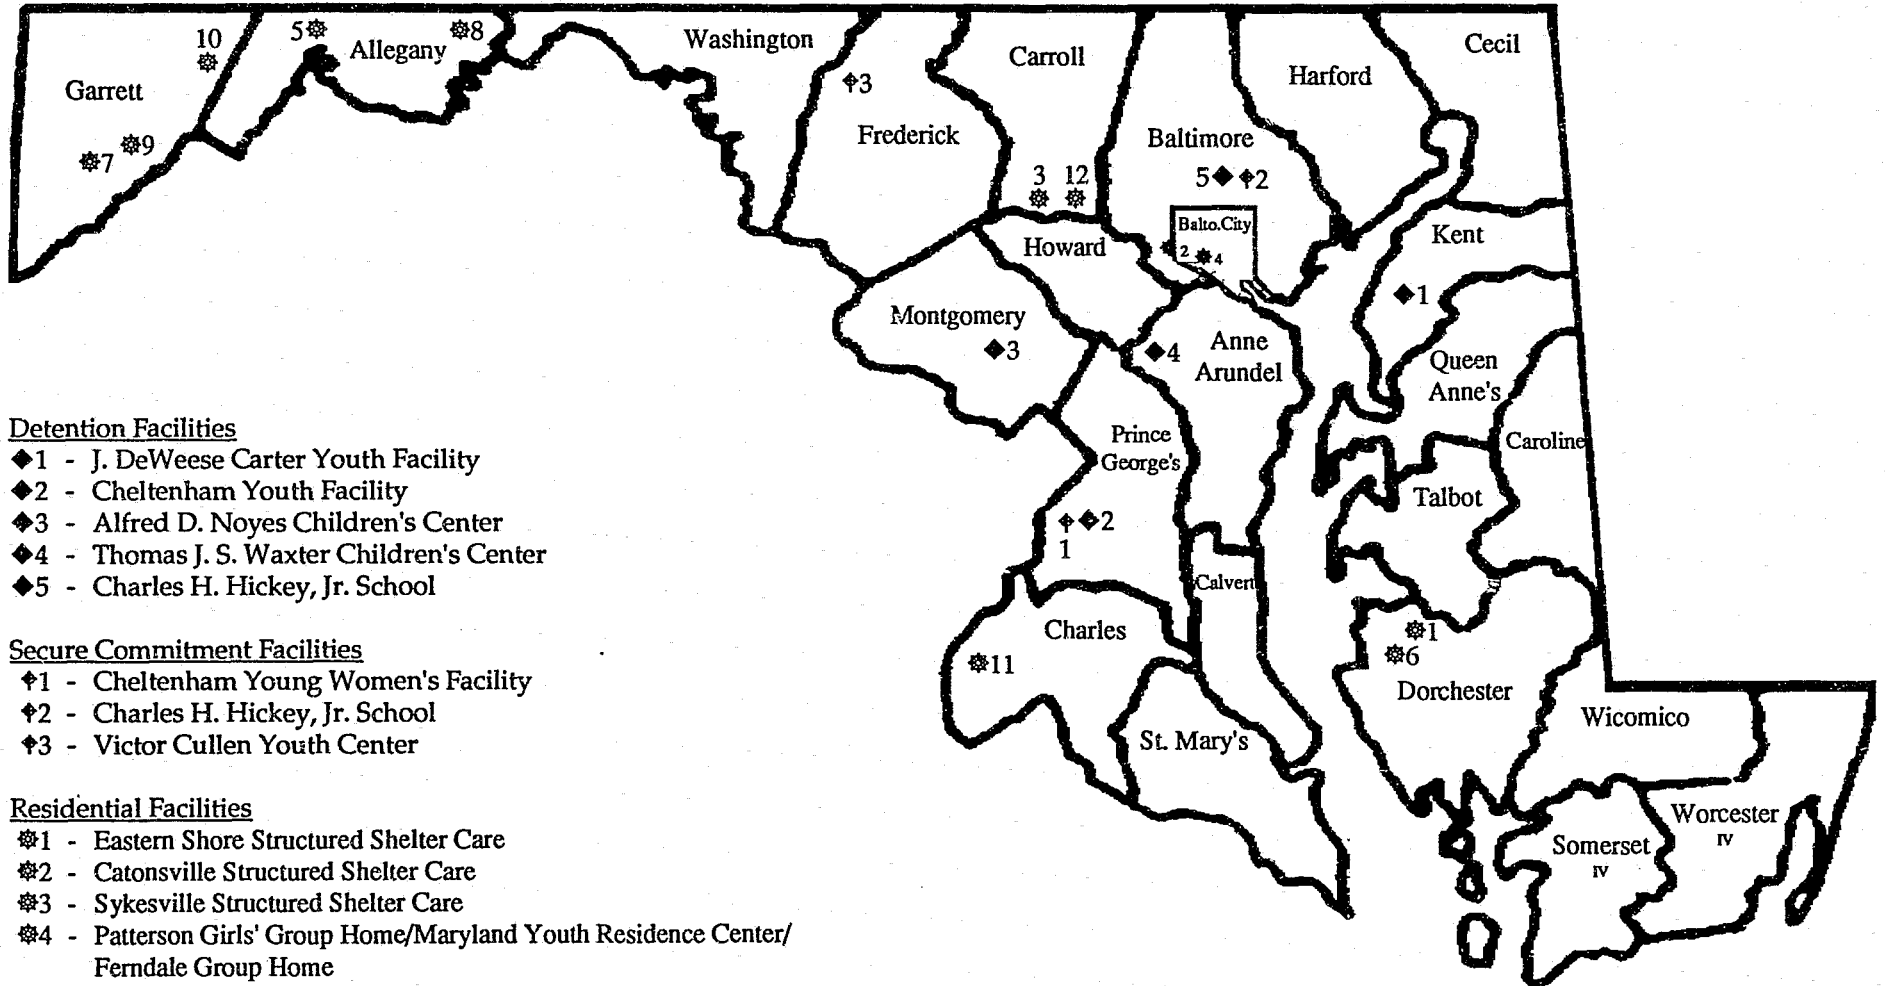 10
5
8
Garrett
9
7
Allegany
Washington
3
Frederick
Carroll
3 12
Baltimore
5 2
Balto.City
2 4
Harford
Cecil
Howard
Kent
1
Montgomery
3
4
Anne
Arundel
Queen
Anne's
Caroline
Prince
George's
2
1
Talbot
Calvert
Charles
11
1
6
Dorchester
St. Mary's
Wicomico
Worcester
IV
Somerset
IV
Detention Facilities
◆1 - J. DeWeese Carter Youth Facility
◆2 - Cheltenham Youth Facility
◆3 - Alfred D. Noyes Children's Center
◆4 - Thomas J. S. Waxter Children's Center
◆5 - Charles H. Hickey, Jr. School
Secure Commitment Facilities
1 - Cheltenham Young Women's Facility
2 - Charles H. Hickey, Jr. School
3 - Victor Cullen Youth Center
Residential Facilities
1 - Eastern Shore Structured Shelter Care
2 - Catonsville Structured Shelter Care
3 - Sykesville Structured Shelter Care
4 - Patterson Girls' Group Home/Maryland Youth Residence Center/
Ferndale Group Home